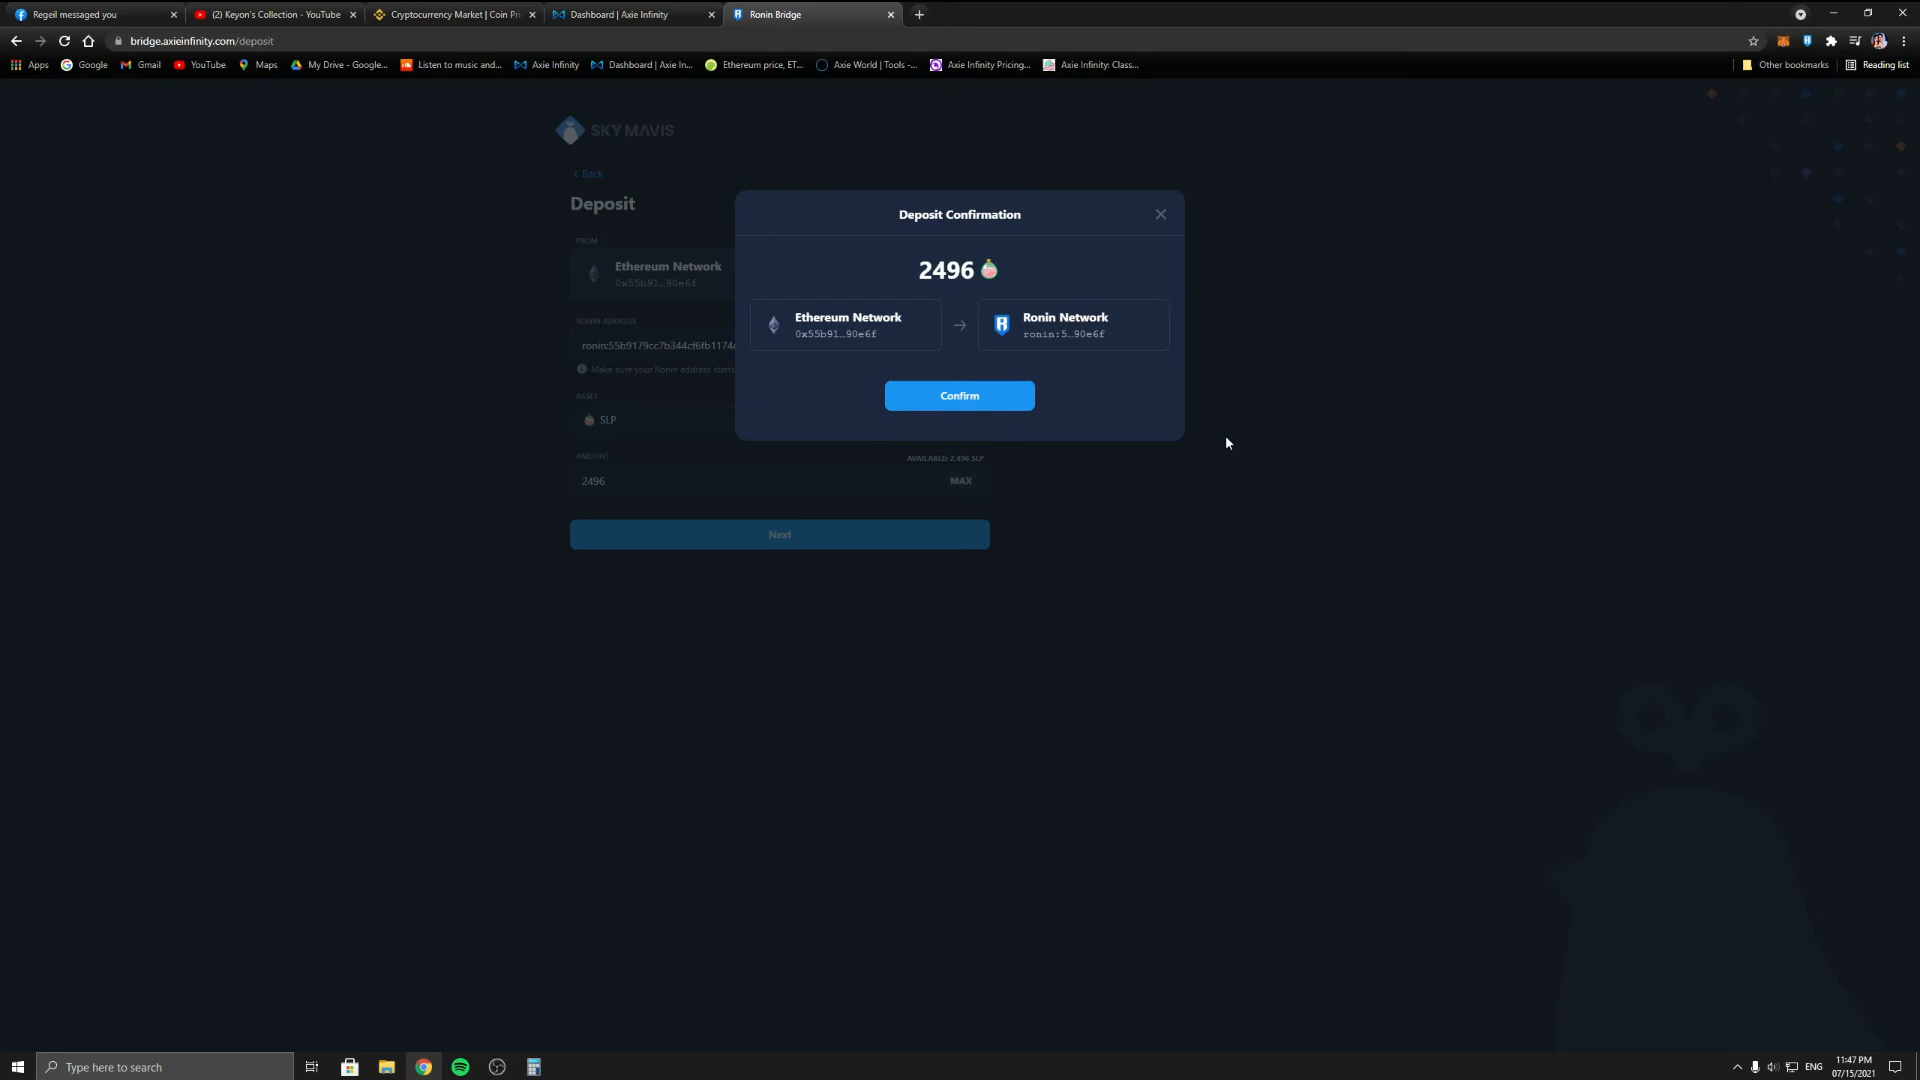 Regeil messaged you
(2) Keyon's Collection - YouTube
Cryptocurrency Market | Coin Pri
Dashboard | Axie Infinity
Ronin Bridge
bridge.axieinfinity.com/deposit
Apps
Google
Gmail
YouTube
Maps
My Drive - Google...
Listen to music and...
Axie Infinity
Dashboard | Axie In...
Ethereum price, ET...
Axie World | Tools -...
Axie Infinity Pricing...
Axie Infinity: Class...
Other bookmarks
Reading list
SKY MAVIS
Back
Deposit
FROM
Ethereum Network
0x55b91...90e6f
RONIN ADDRESS
ronin:55b9179cc7b344cf6fb1174
Make sure your Ronin address starts
ASSET
SLP
AMOUNT
AVAILABLE: 2,496 SLP
2496
MAX
Next
Deposit Confirmation
2496
Ethereum Network
0x55b91...90e6f
Ronin Network
ronin:5...90e6f
Confirm
Type here to search
ENG
11:47 PM
07/15/2021